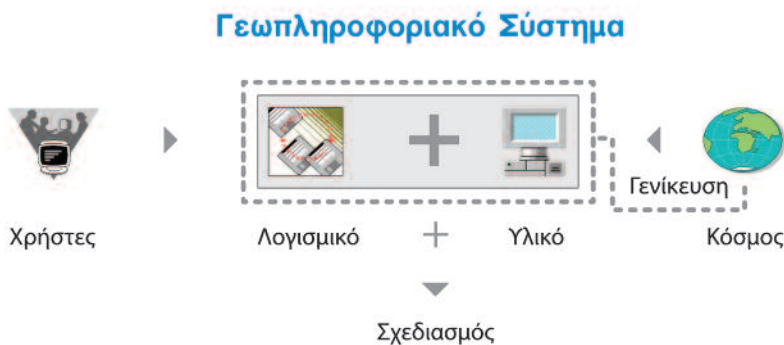 Γεωπληροφοριακό Σύστημα
Γενίκευση
Χρήστες
Λογισμικό + Υλικό
Κόσμος
Σχεδιασμός